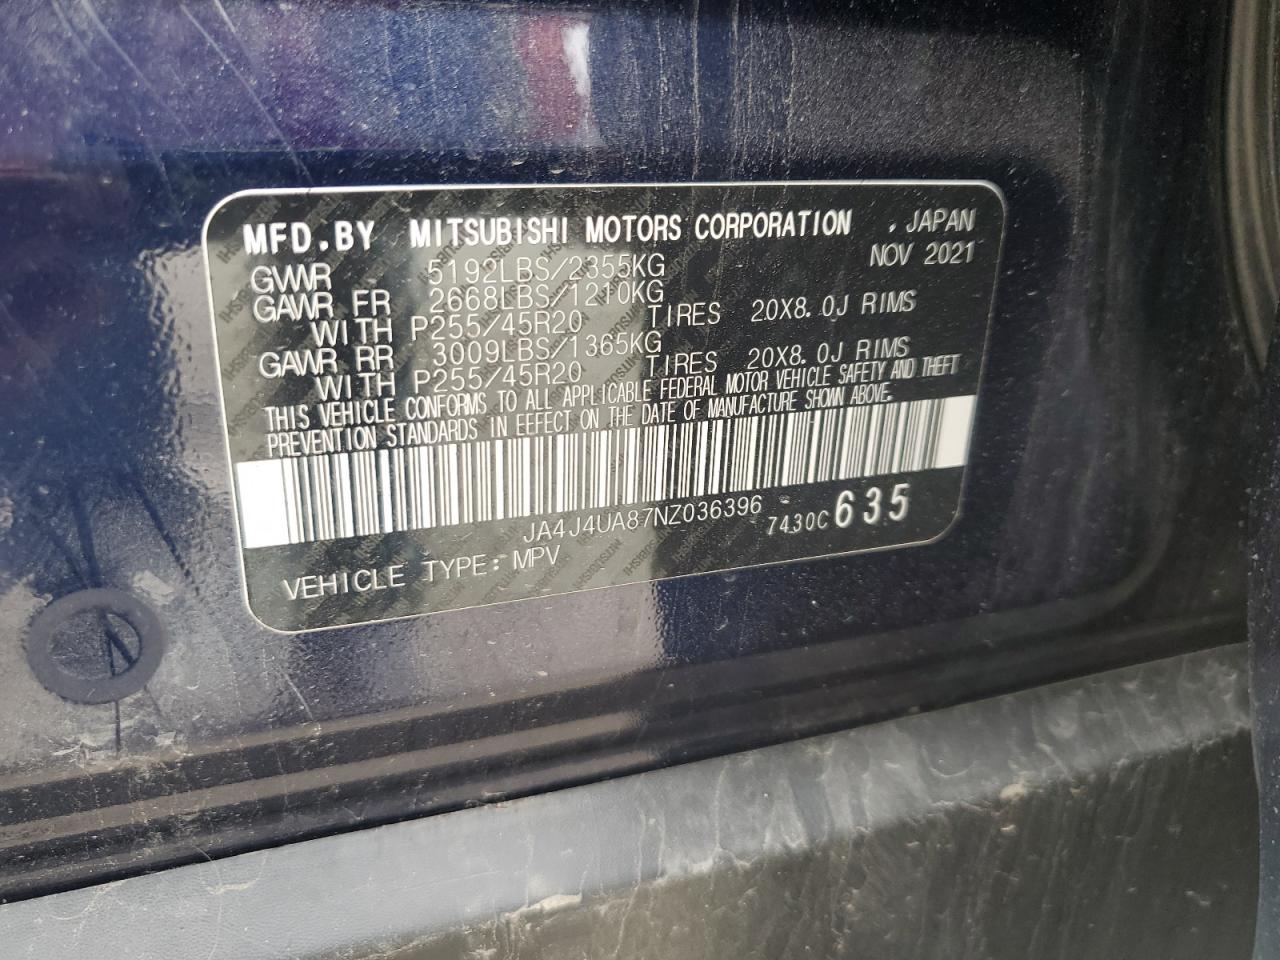 MFD.BY MITSUBISHI MOTORS CORPORATION , JAPAN
NOV 2021
GVWR 5192LBS/2355KG
GAWR FR 2668LBS/1210KG
WITH P255/45R20 TIRES 20X8.0J RIMS
GAWR RR 3009LBS/1365KG
WITH P255/45R20 TIRES 20X8.0J RIMS
THIS VEHICLE CONFORMS TO ALL APPLICABLE FEDERAL MOTOR VEHICLE SAFETY AND THEFT
PREVENTION STANDARDS IN EFFECT ON THE DATE OF MANUFACTURE SHOWN ABOVE.
JA4J4UA87NZ036396 7430C 635
VEHICLE TYPE: MPV